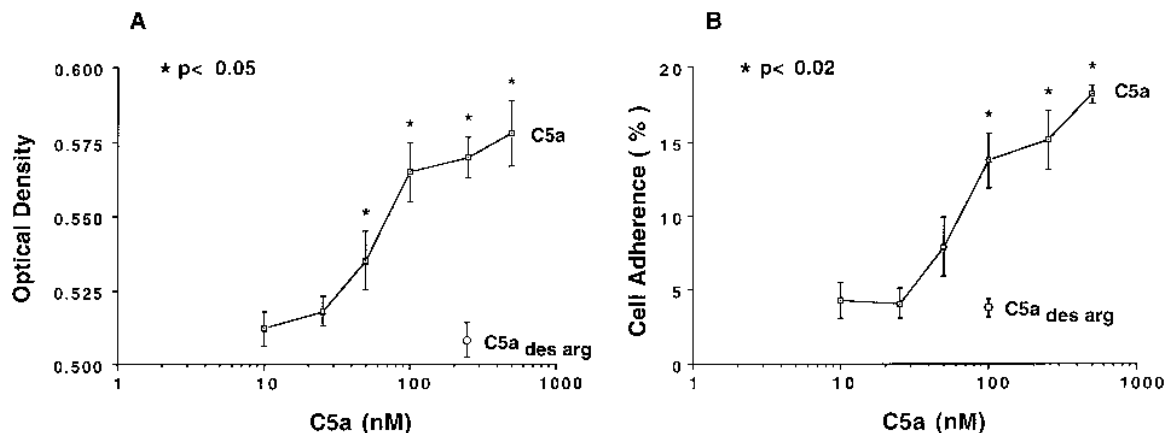 A
* p< 0.05
Optical Density
0.600
0.575
0.550
0.525
0.500
*
*
*
*
C5a
C5a des arg
1
10
100
1000
C5a (nM)
B
* p< 0.02
Cell Adherence ( % )
20
15
10
5
0
*
*
*
C5a
C5a des arg
1
10
100
1000
C5a (nM)